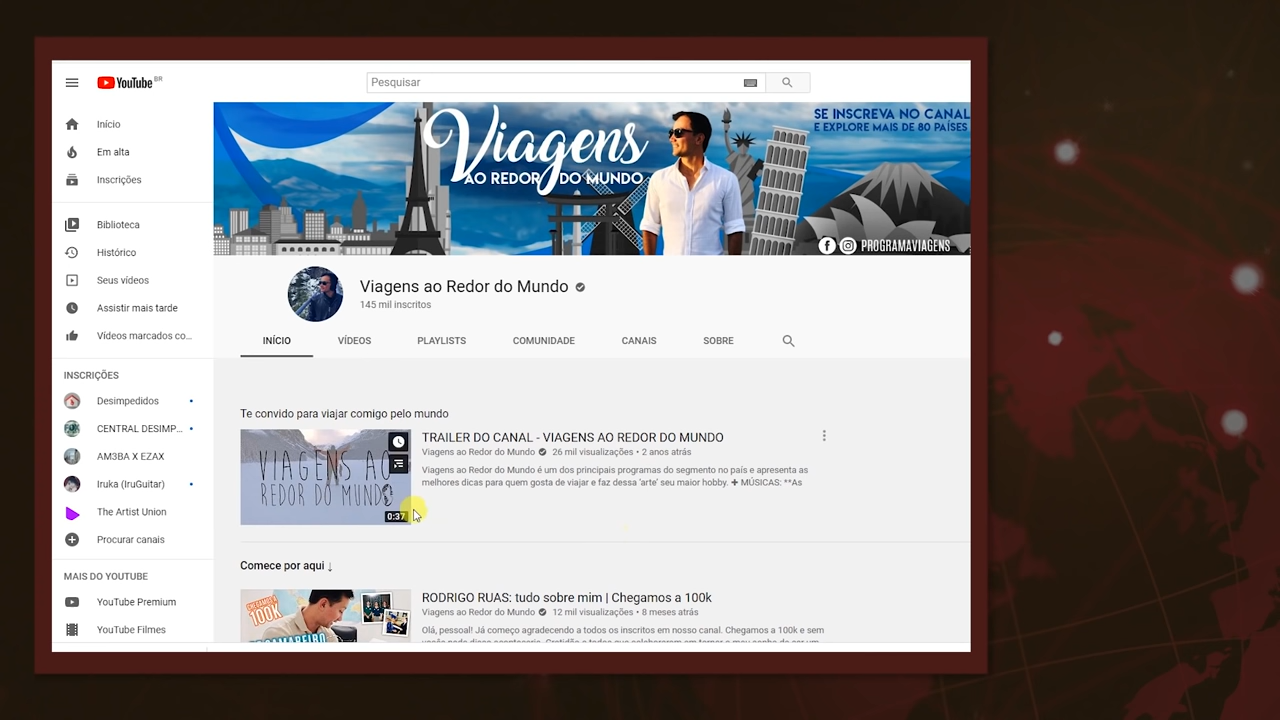 YouTube BR
Pesquisar
Início
Em alta
Inscrições
Biblioteca
Histórico
Seus vídeos
Assistir mais tarde
Vídeos marcados co...
INSCRIÇÕES
Desimpedidos
CENTRAL DESIMP...
AM3BA X EZAX
Iruka (IruGuitar)
The Artist Union
Procurar canais
MAIS DO YOUTUBE
YouTube Premium
YouTube Filmes
Viagens
AO REDOR DO MUNDO
SE INSCREVA NO CANAL
E EXPLORE MAIS DE 80 PAÍSES
PROGRAMAVIAGENS
Viagens ao Redor do Mundo
145 mil inscritos
INÍCIO VÍDEOS PLAYLISTS COMUNIDADE CANAIS SOBRE
Te convido para viajar comigo pelo mundo
VIAGENS AO
REDOR DO MUNDO
0:37
TRAILER DO CANAL - VIAGENS AO REDOR DO MUNDO
Viagens ao Redor do Mundo • 26 mil visualizações • 2 anos atrás
Viagens ao Redor do Mundo é um dos principais programas do segmento no país e apresenta as
melhores dicas para quem gosta de viajar e faz dessa 'arte' seu maior hobby. ✚ MÚSICAS: **As
Comece por aqui ↓
CHEGAMOS A
100K
RODRIGO RUAS: tudo sobre mim | Chegamos a 100k
Viagens ao Redor do Mundo 12 mil visualizações • 8 meses atrás
Olá, pessoal! Já começo agradecendo a todos os inscritos em nosso canal. Chegamos a 100k e sem